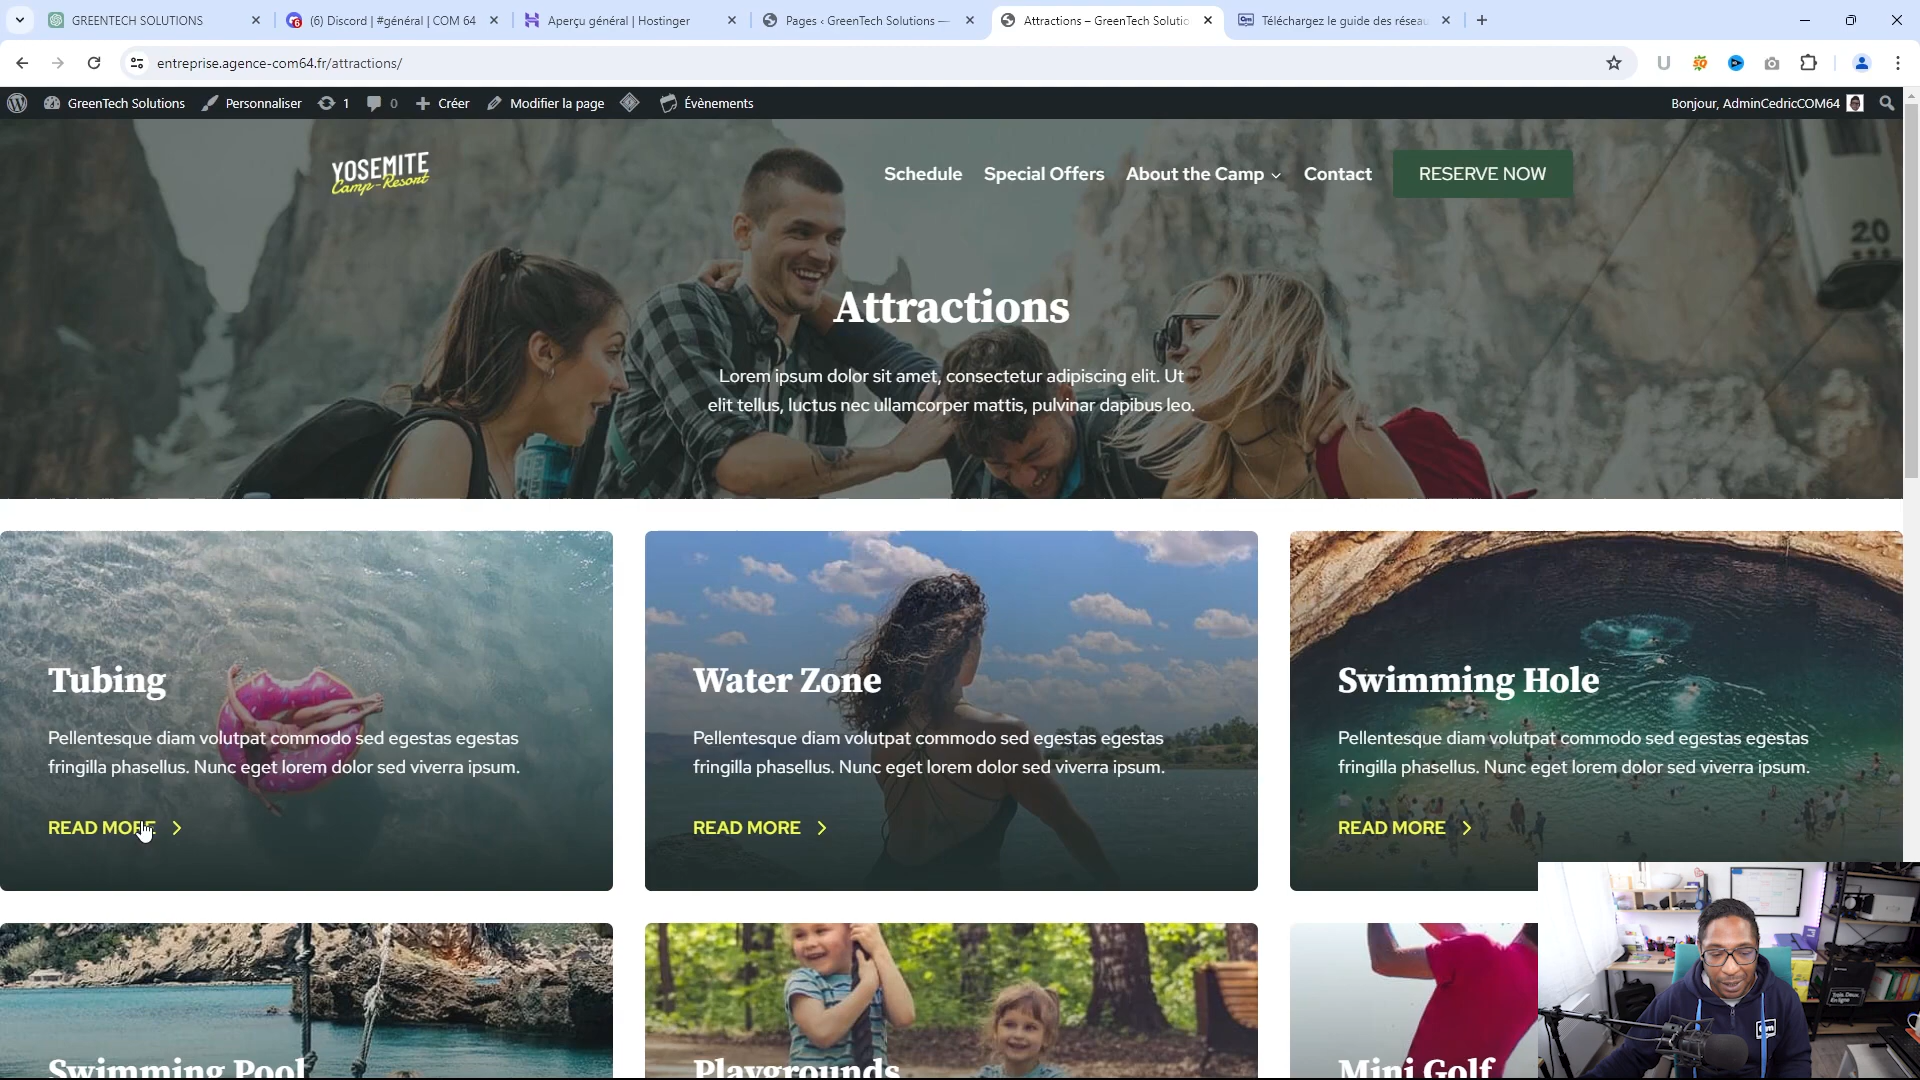 GREENTECH SOLUTIONS
(6) Discord | #général | COM 64
Aperçu général | Hostinger
Pages ‹ GreenTech Solutions —
Attractions – GreenTech Solutio
Téléchargez le guide des réseau
entreprise.agence-com64.fr/attractions/
GreenTech Solutions
Personnaliser
1
0
Créer
Modifier la page
Évènements
Bonjour, AdminCedricCOM64
YOSEMITE
Camp-Resort
Schedule
Special Offers
About the Camp
Contact
RESERVE NOW
20
Attractions
Lorem ipsum dolor sit amet, consectetur adipiscing elit. Ut
elit tellus, luctus nec ullamcorper mattis, pulvinar dapibus leo.
Tubing
Pellentesque diam volutpat commodo sed egestas egestas
fringilla phasellus. Nunc eget lorem dolor sed viverra ipsum.
READ MORE
Water Zone
Pellentesque diam volutpat commodo sed egestas egestas
fringilla phasellus. Nunc eget lorem dolor sed viverra ipsum.
READ MORE
Swimming Hole
Pellentesque diam volutpat commodo sed egestas egestas
fringilla phasellus. Nunc eget lorem dolor sed viverra ipsum.
READ MORE
Swimming Pool
Playgrounds
Mini Golf